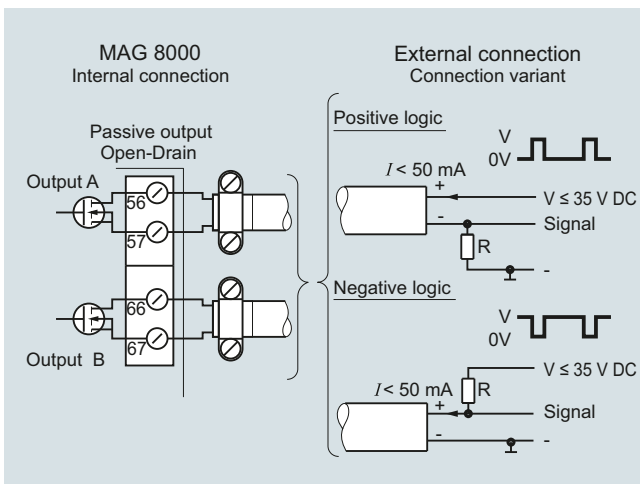 MAG 8000
Internal connection
Passive output
Open-Drain
Output A
56
57
66
67
Output B
External connection
Connection variant
Positive logic
V
0V
I < 50 mA
+
V ≤ 35 V DC
-
Signal
R
-
Negative logic
V
0V
V ≤ 35 V DC
I < 50 mA
R
+
Signal
-
-